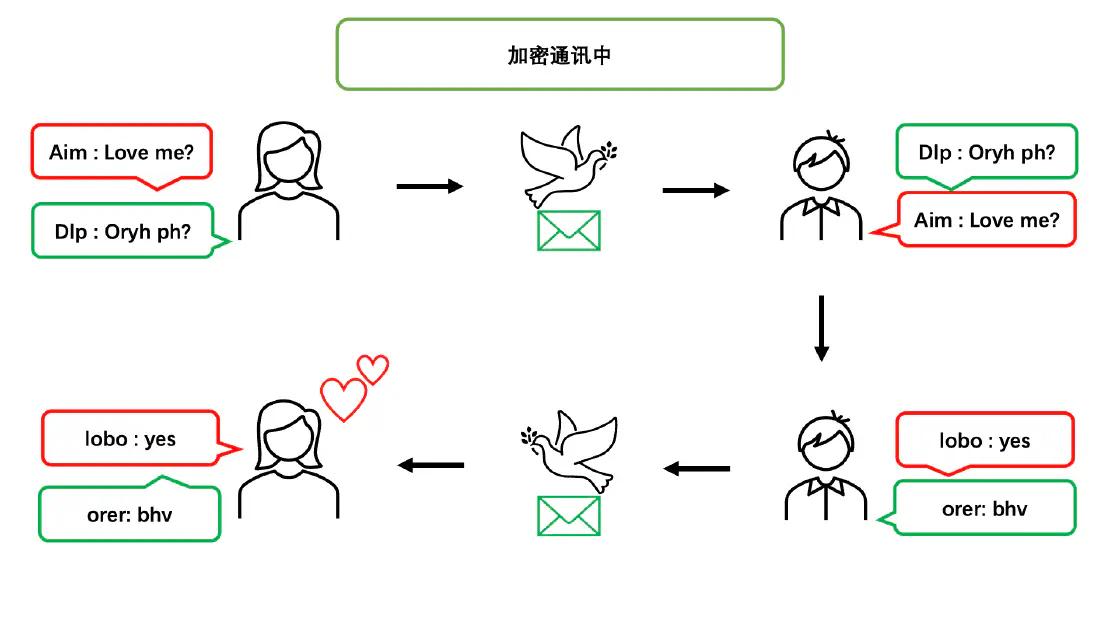 加密通讯中
Aim : Love me?
Dlp : Oryh ph?
Dlp : Oryh ph?
Aim : Love me?
lobo : yes
orer: bhv
lobo : yes
orer: bhv